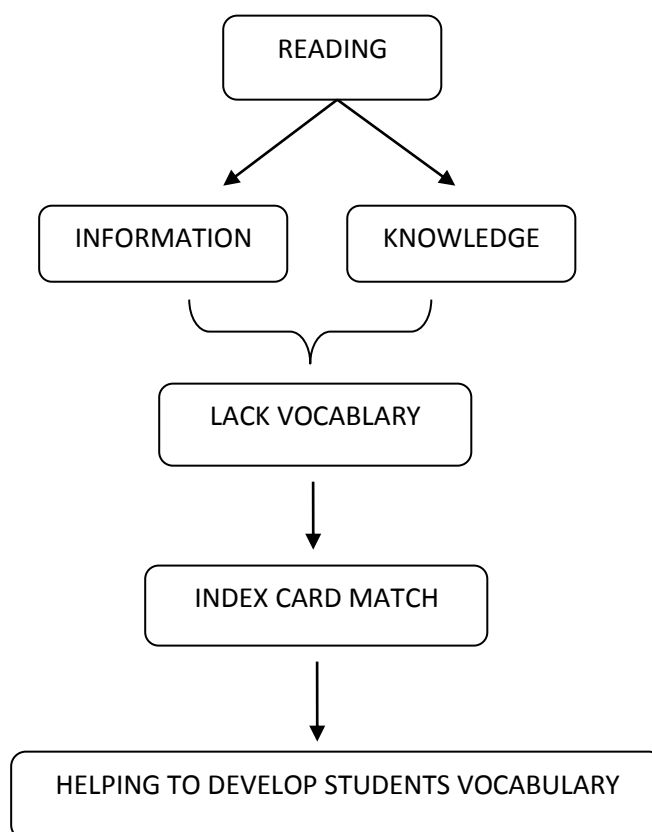 READING
INFORMATION
KNOWLEDGE
LACK VOCABLARY
INDEX CARD MATCH
HELPING TO DEVELOP STUDENTS VOCABULARY